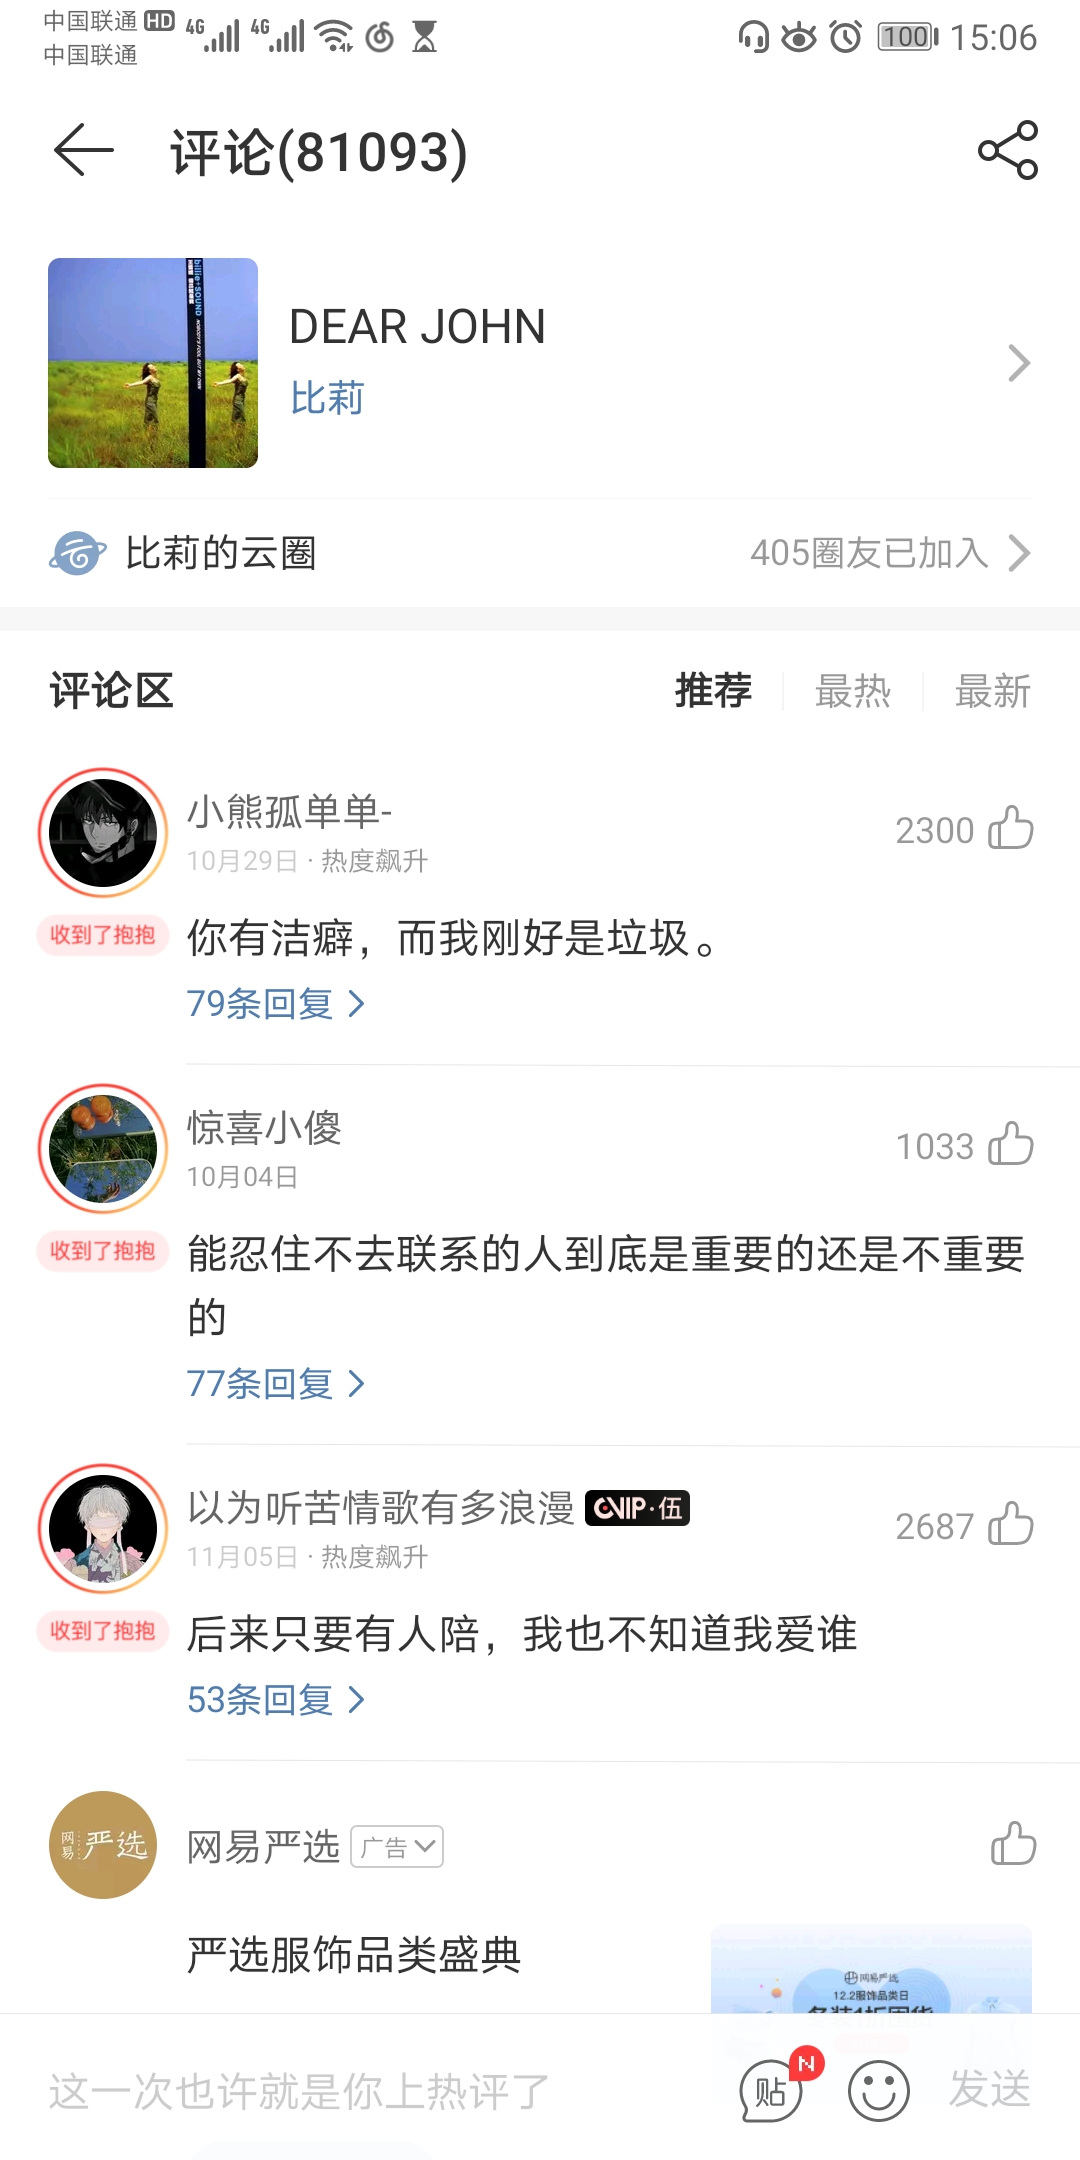 中国联通 HD 4G 4G
中国联通
100 15:06
评论(81093)
billie+SOUND
DEAR JOHN
比莉
云
比莉的云圈
405圈友已加入
评论区
推荐
最热
最新
小熊孤单单-
2300
10月29日 · 热度飙升
收到了抱抱
你有洁癖，而我刚好是垃圾。
79条回复
惊喜小傻
1033
10月04日
收到了抱抱
能忍住不去联系的人到底是重要的还是不重要
的
77条回复
以为听苦情歌有多浪漫 CVIP·伍
2687
11月05日 · 热度飙升
收到了抱抱
后来只要有人陪，我也不知道我爱谁
53条回复
网易严选
网易严选 广告
严选服饰品类盛典
网易严选
12.2服饰品类日
这一次也许就是你上热评了
贴
N
发送